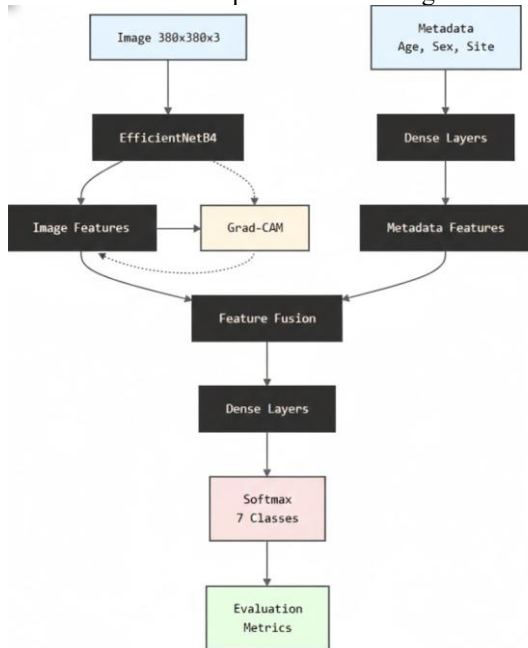 Image 380x380x3
Metadata
Age, Sex, Site
EfficientNetB4
Dense Layers
Image Features
Grad-CAM
Metadata Features
Feature Fusion
Dense Layers
Softmax
7 Classes
Evaluation
Metrics